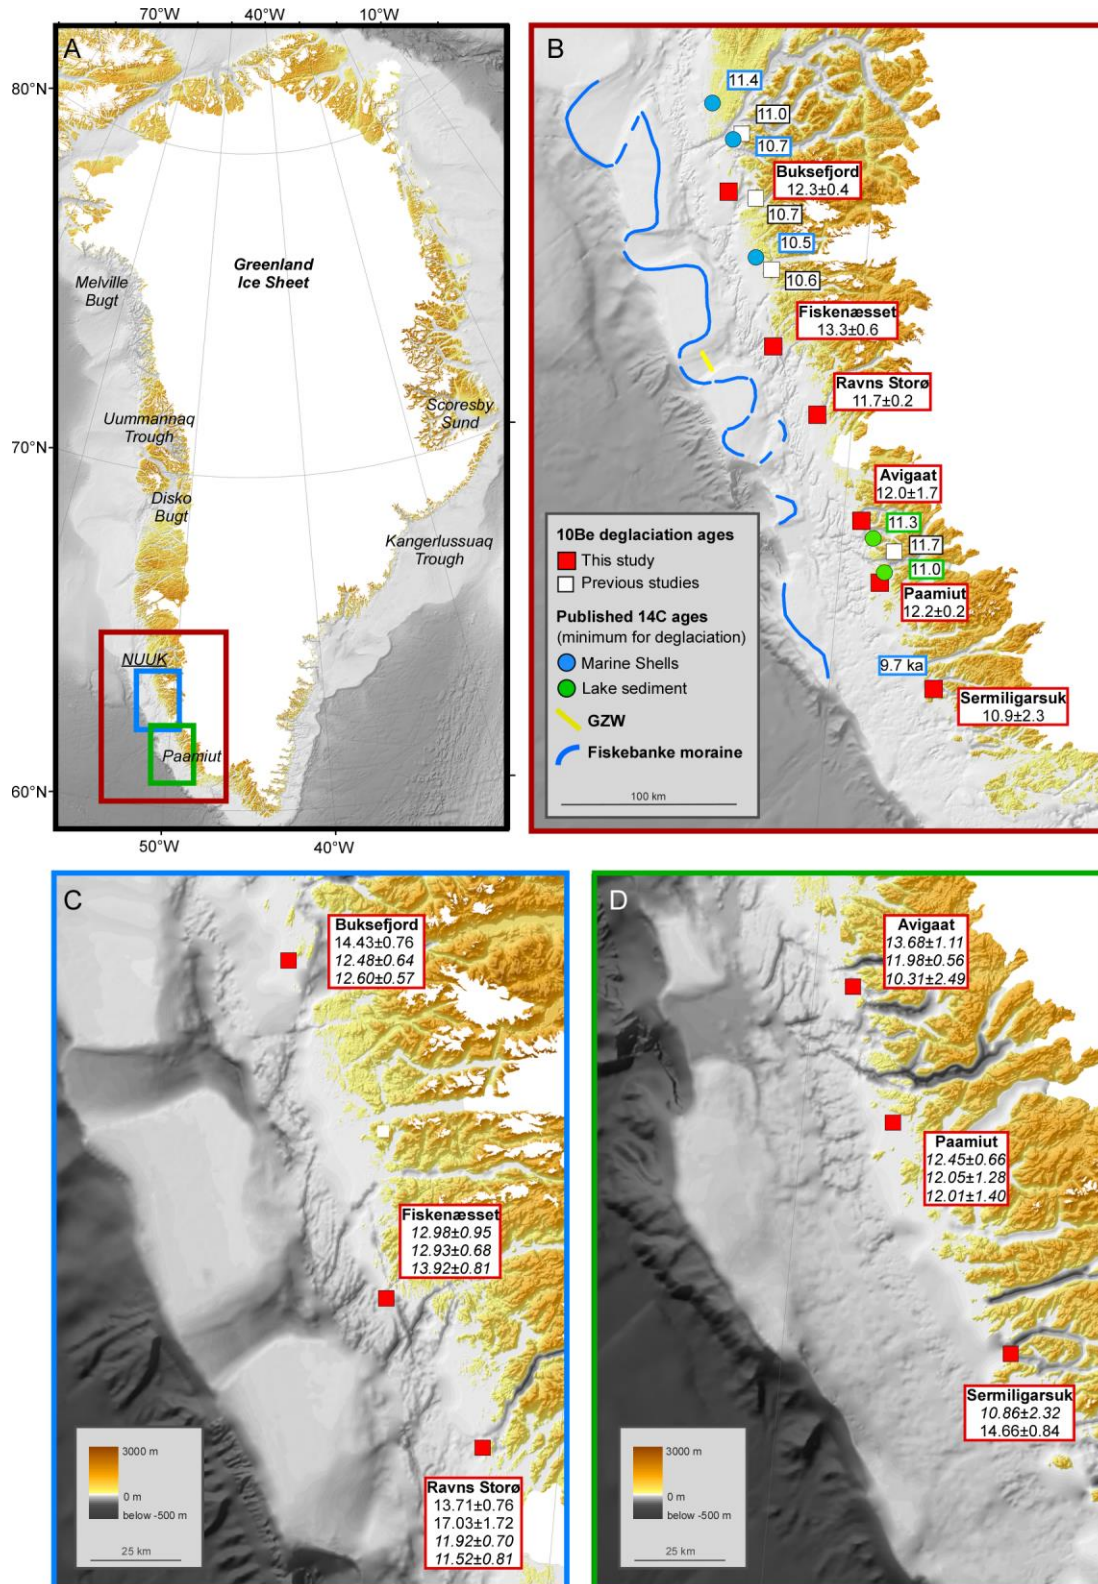 70°W
40°W
10°W
A
80°N
Greenland
Ice Sheet
Melville
Bugt
Uummannaq
Trough
Scoresby
Sund
70°N
Disko
Bugt
Kangerlussuaq
Trough
NUUK
Paamiut
60°N
50°W
40°W
B
11.4
11.0
10.7
Buksefjord
12.3±0.4
10.7
10.5
10.6
Fiskenæsset
13.3±0.6
Ravns Storø
11.7±0.2
Avigaat
12.0±1.7
11.3
11.7
11.0
Paamiut
12.2±0.2
9.7 ka
Sermiligarsuk
10.9±2.3
10Be deglaciation ages
This study
Previous studies
Published 14C ages
(minimum for deglaciation)
Marine Shells
Lake sediment
GZW
Fiskebanke moraine
100 km
C
Buksefjord
14.43±0.76
12.48±0.64
12.60±0.57
Fiskenæsset
12.98±0.95
12.93±0.68
13.92±0.81
Ravns Storø
13.71±0.76
17.03±1.72
11.92±0.70
11.52±0.81
3000 m
0 m
below -500 m
25 km
D
Avigaat
13.68±1.11
11.98±0.56
10.31±2.49
Paamiut
12.45±0.66
12.05±1.28
12.01±1.40
Sermiligarsuk
10.86±2.32
14.66±0.84
3000 m
0 m
below -500 m
25 km